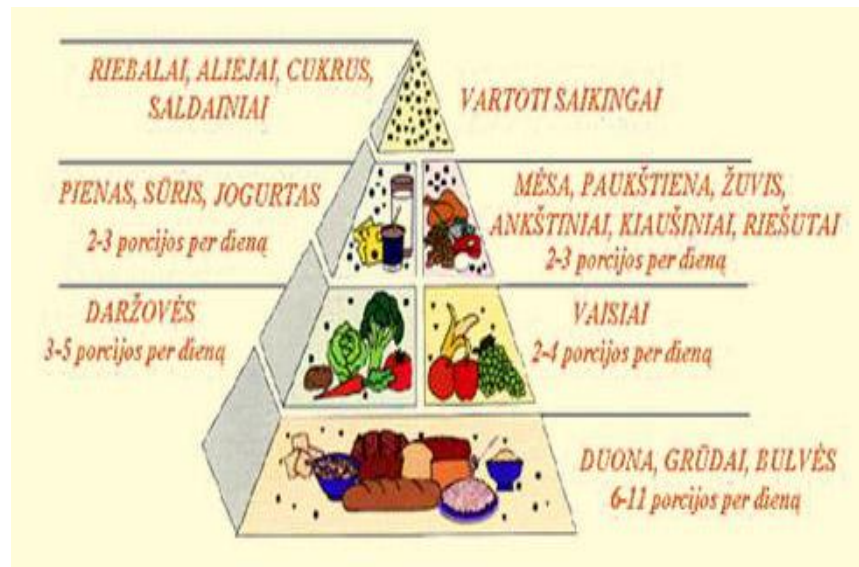 RIEBALAI, ALIEJAI, CUKRUS,
SALDAINIAI
VARTOTI SAIKINGAI
PIENAS, SŪRIS, JOGURTAS
2-3 porcijos per dieną
MĖSA, PAUKŠTIENA, ŽUVIS,
ANKŠTINIAI, KIAUŠINIAI, RIEŠUTAI
2-3 porcijos per dieną
DARŽOVĖS
3-5 porcijos per dieną
VAISIAI
2-4 porcijos per dieną
DUONA, GRŪDAI, BULVĖS
6-11 porcijos per dieną